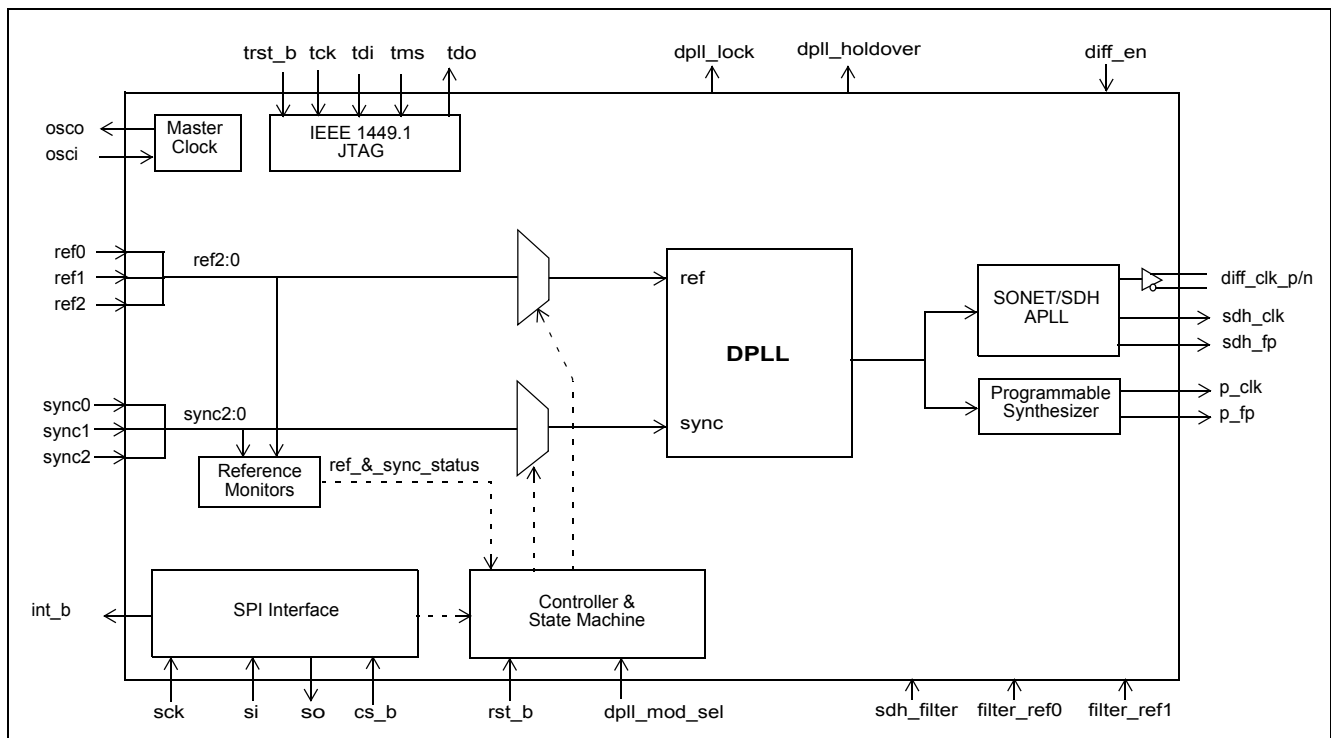 trst_b tck tdi tms tdo
dpll_lock
dpll_holover
diff_en
osco
osci
Master
Clock
IEEE 1449.1
JTAG
ref0
ref1
ref2
ref2:0
ref
DPLL
sync
SONET/SDH
APLL
diff_clk_p/n
sdh_clk
sdh_fp
Programmable
Synthesizer
p_clk
p_fp
sync0
sync1
sync2
sync2:0
Reference
Monitors
ref_&_sync_status
int_b
SPI Interface
Controller &
State Machine
sck
si
so
cs_b
rst_b
dpll_mod_sel
sdh_filter
filter_ref0
filter_ref1